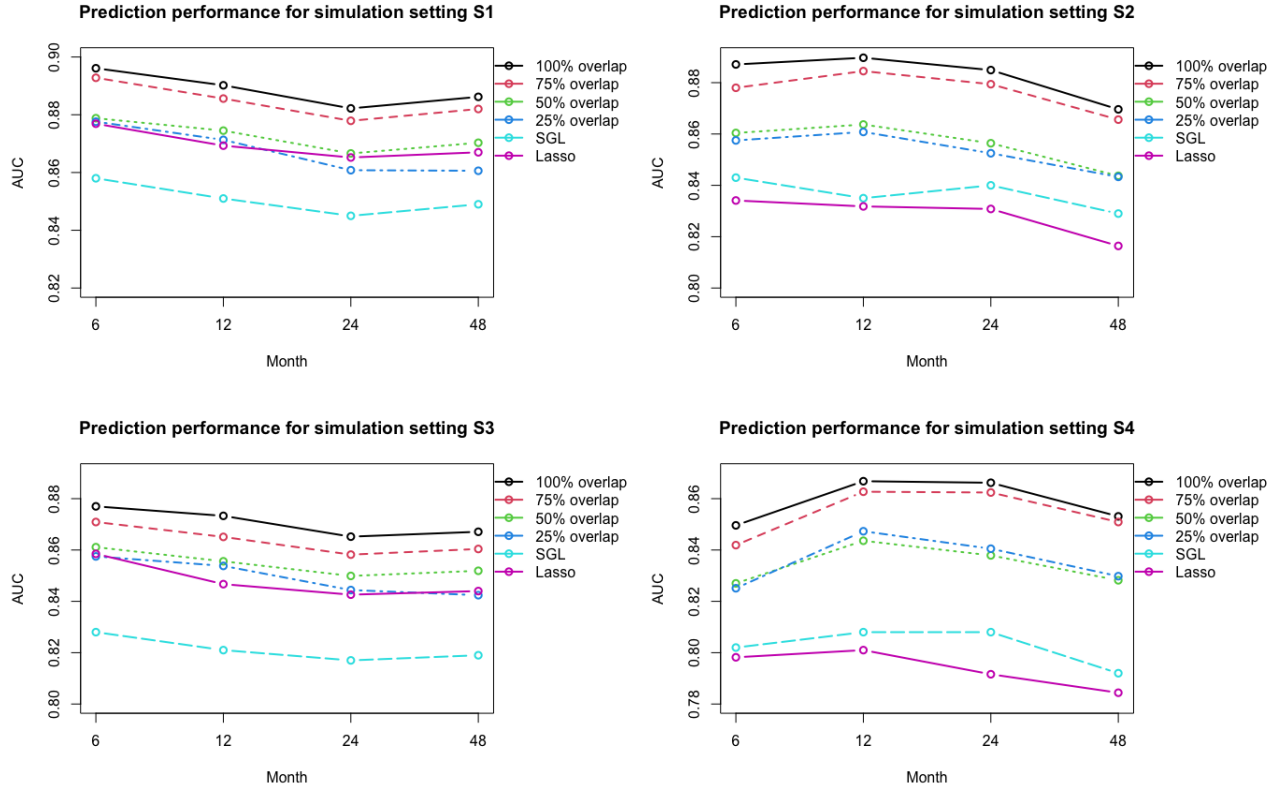 Prediction performance for simulation setting S1
AUC
0.90
0.88
0.86
0.84
0.82
6 12 24 48
Month
100% overlap
75% overlap
50% overlap
25% overlap
SGL
Lasso
Prediction performance for simulation setting S2
AUC
0.88
0.86
0.84
0.82
0.80
6 12 24 48
Month
100% overlap
75% overlap
50% overlap
25% overlap
SGL
Lasso
Prediction performance for simulation setting S3
AUC
0.88
0.86
0.84
0.82
0.80
6 12 24 48
Month
100% overlap
75% overlap
50% overlap
25% overlap
SGL
Lasso
Prediction performance for simulation setting S4
AUC
0.86
0.84
0.82
0.80
0.78
6 12 24 48
Month
100% overlap
75% overlap
50% overlap
25% overlap
SGL
Lasso